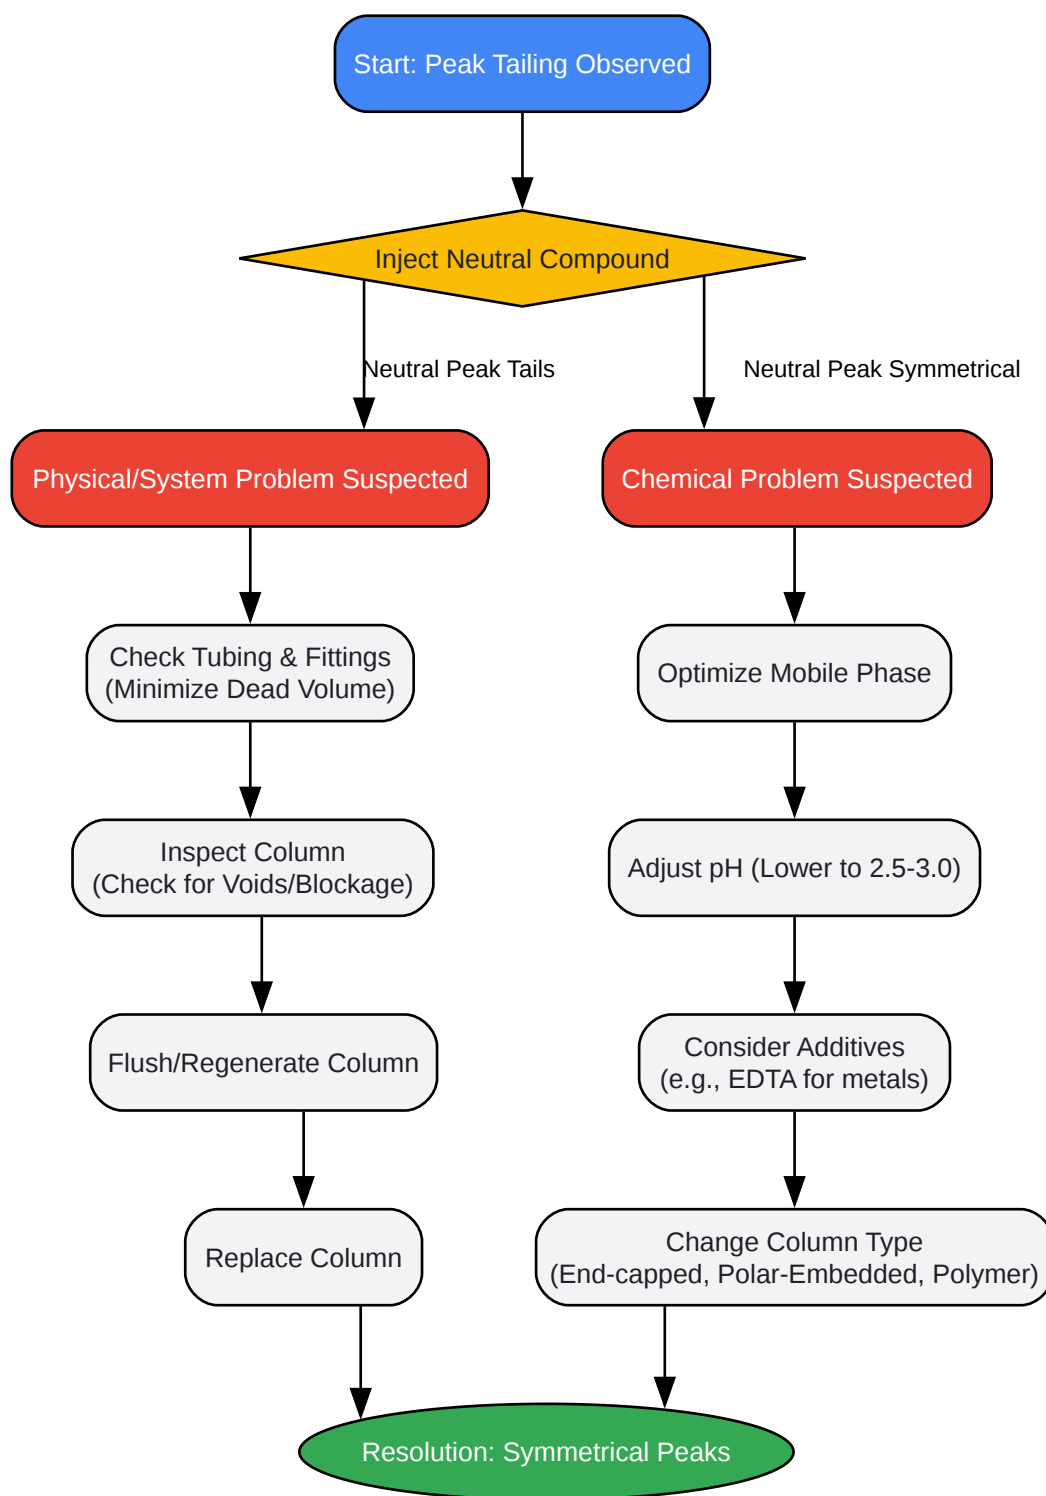 Start: Peak Tailing Observed
Inject Neutral Compound
Neutral Peak Tails
Neutral Peak Symmetrical
Physical/System Problem Suspected
Chemical Problem Suspected
Check Tubing & Fittings
(Minimize Dead Volume)
Optimize Mobile Phase
Inspect Column
(Check for Voids/Blockage)
Adjust pH (Lower to 2.5-3.0)
Flush/Regenerate Column
Consider Additives
(e.g., EDTA for metals)
Replace Column
Change Column Type
(End-capped, Polar-Embedded, Polymer)
Resolution: Symmetrical Peaks